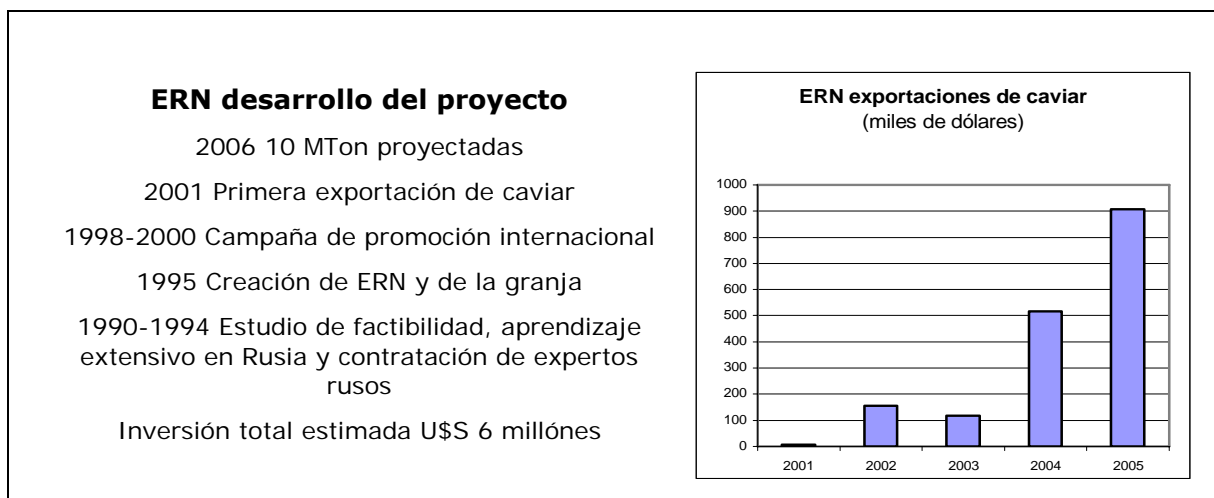 ERN desarrollo del proyecto
2006 10 MTon proyectadas
2001 Primera exportación de caviar
1998-2000 Campaña de promoción internacional
1995 Creación de ERN y de la granja
1990-1994 Estudio de factibilidad, aprendizaje
extensivo en Rusia y contratación de expertos
rusos
Inversión total estimada U$S 6 millónes
ERN exportaciones de caviar
(miles de dólares)
1000
900
800
700
600
500
400
300
200
100
0
2001 2002 2003 2004 2005